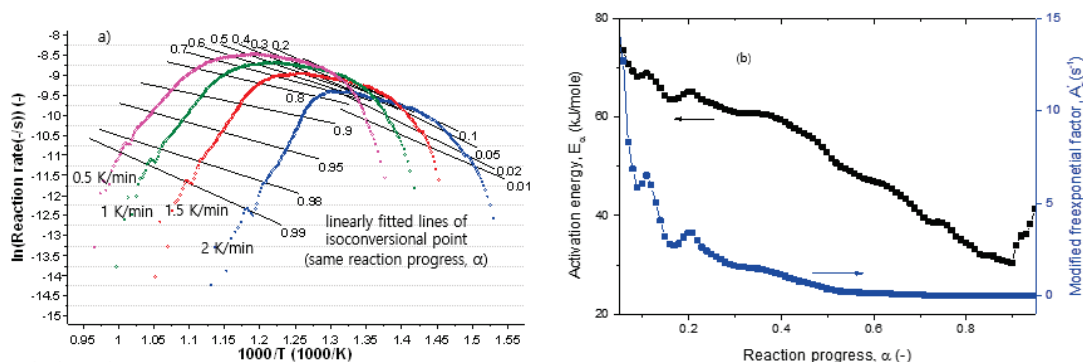 a)
ln(Reaction rate(-/s)) (-)
-8
-8.5
-9
-9.5
-10
-10.5
-11
-11.5
-12
-12.5
-13
-13.5
-14
-14.5
-15
0.7
0.6
0.5
0.4
0.3
0.2
0.8
0.9
0.95
0.98
0.99
0.1
0.05
0.02
0.01
0.5 K/min
1 K/min
1.5 K/min
2 K/min
linearly fitted lines of
isoconversional point
(same reaction progress, α)
0.95 1 1.05 1.1 1.15 1.2 1.25 1.3 1.35 1.4 1.45 1.5 1.55
1000/T (1000/K)
(b)
Activation energy, Eα (kJ/mole)
80
60
40
20
15
10
5
0
Modified freexponetial factor, Aα(s-1)
0.2 0.4 0.6 0.8
Reaction progress, α (-)